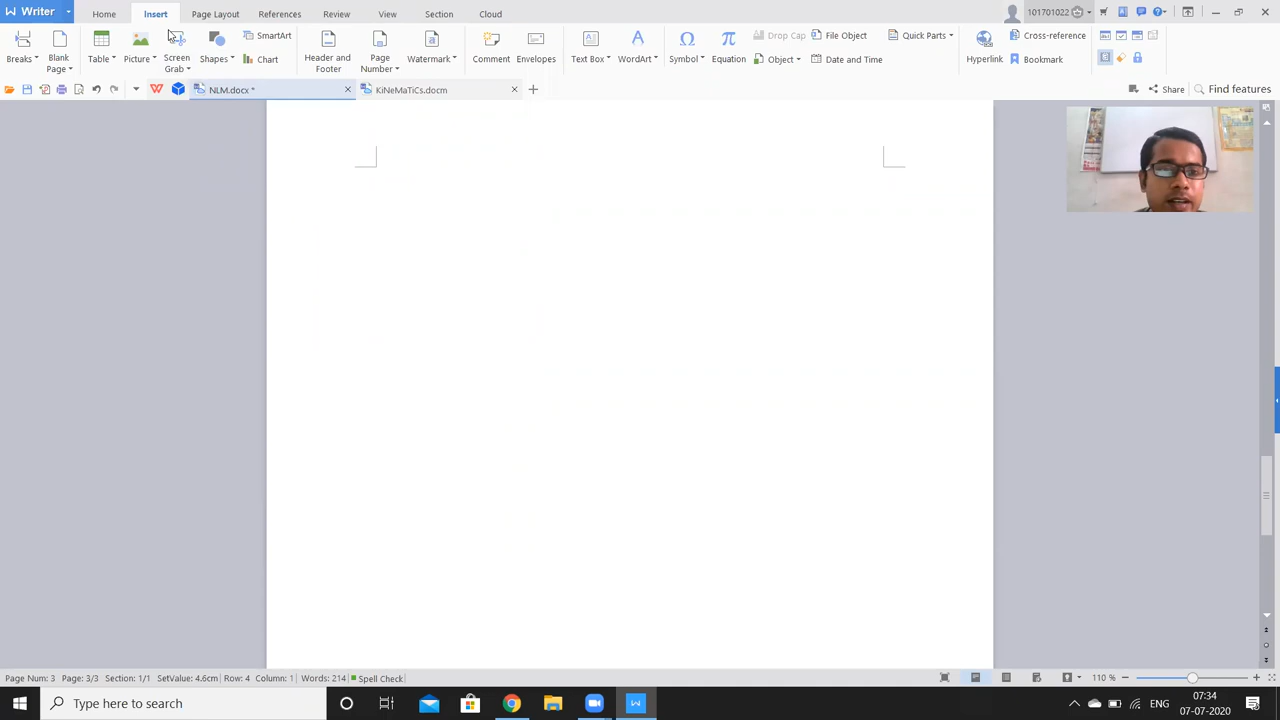 Writer
Home
Insert
Page Layout
References
Review
View
Section
Cloud
101701022
Breaks
Blank Page
Table
Picture
Screen Grab
Shapes
SmartArt
Chart
Header and Footer
Page Number
Watermark
Comment
Envelopes
Text Box
WordArt
Drop Cap
Object
File Object
Date and Time
Symbol
Equation
Quick Parts
Hyperlink
Cross-reference
Bookmark
NLM.docx *
KiNeMaTiCs.docm
Share
Find features
Page Num: 3 Page: 3/3 Section: 1/1 SetValue: 4.6cm Row: 4 Column: 1 Words: 214 Spell Check
110 %
Type here to search
ENG
07:34
07-07-2020